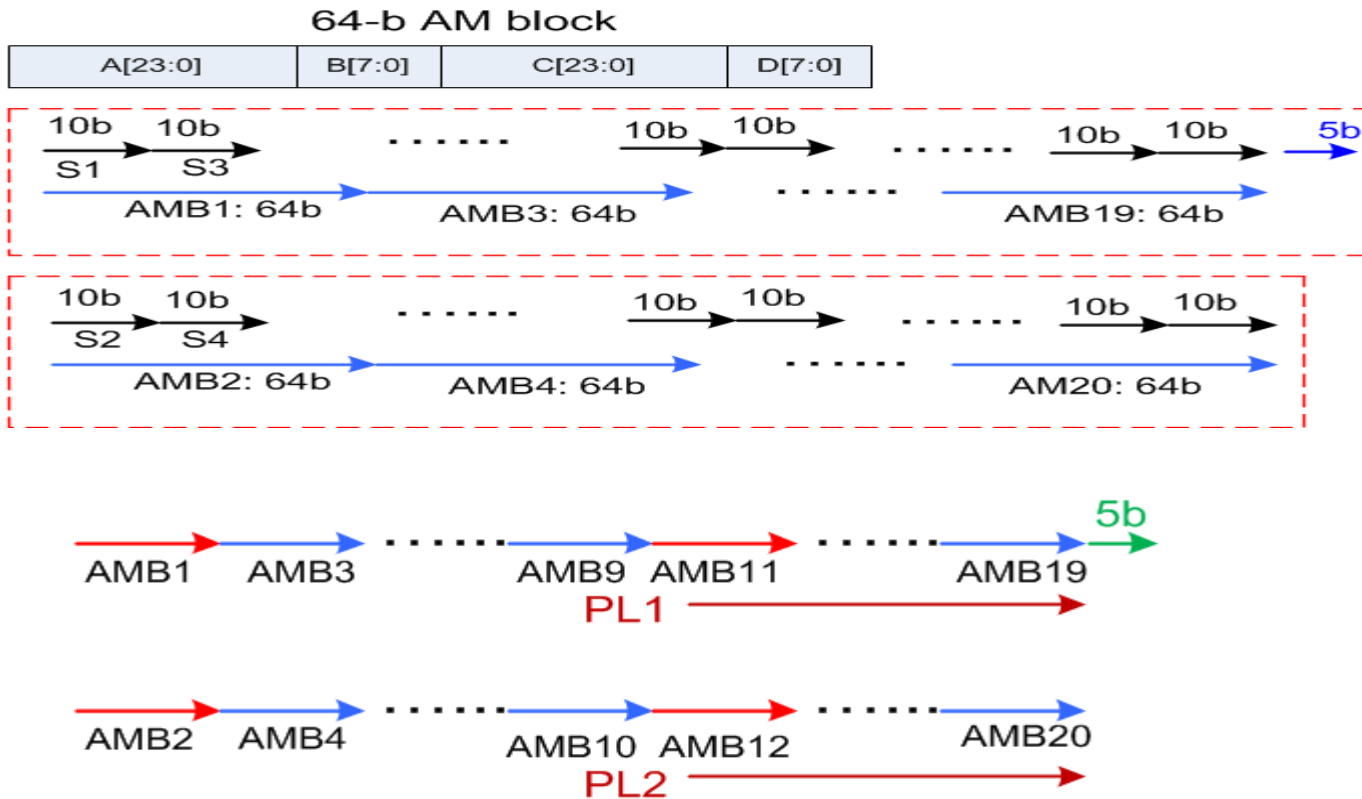 64-b AM block
A[23:0] B[7:0] C[23:0] D[7:0]
10b 10b ...... 10b 10b ...... 10b 10b 5b
S1 S3
AMB1: 64b AMB3: 64b ...... AMB19: 64b
10b 10b ...... 10b 10b ...... 10b 10b
S2 S4
AMB2: 64b AMB4: 64b ...... AM20: 64b
5b
AMB1 AMB3 ...... AMB9 AMB11 ...... AMB19
PL1
AMB2 AMB4 ...... AMB10 AMB12 ...... AMB20
PL2